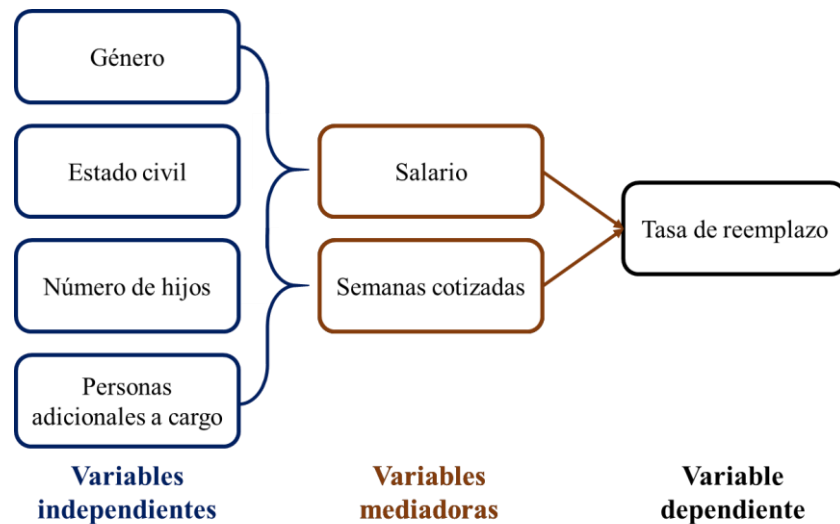 Género
Estado civil
Número de hijos
Personas
adicionales a cargo
Salario
Semanas cotizadas
Tasa de reemplazo
Variables
independientes
Variables
mediadoras
Variable
dependiente